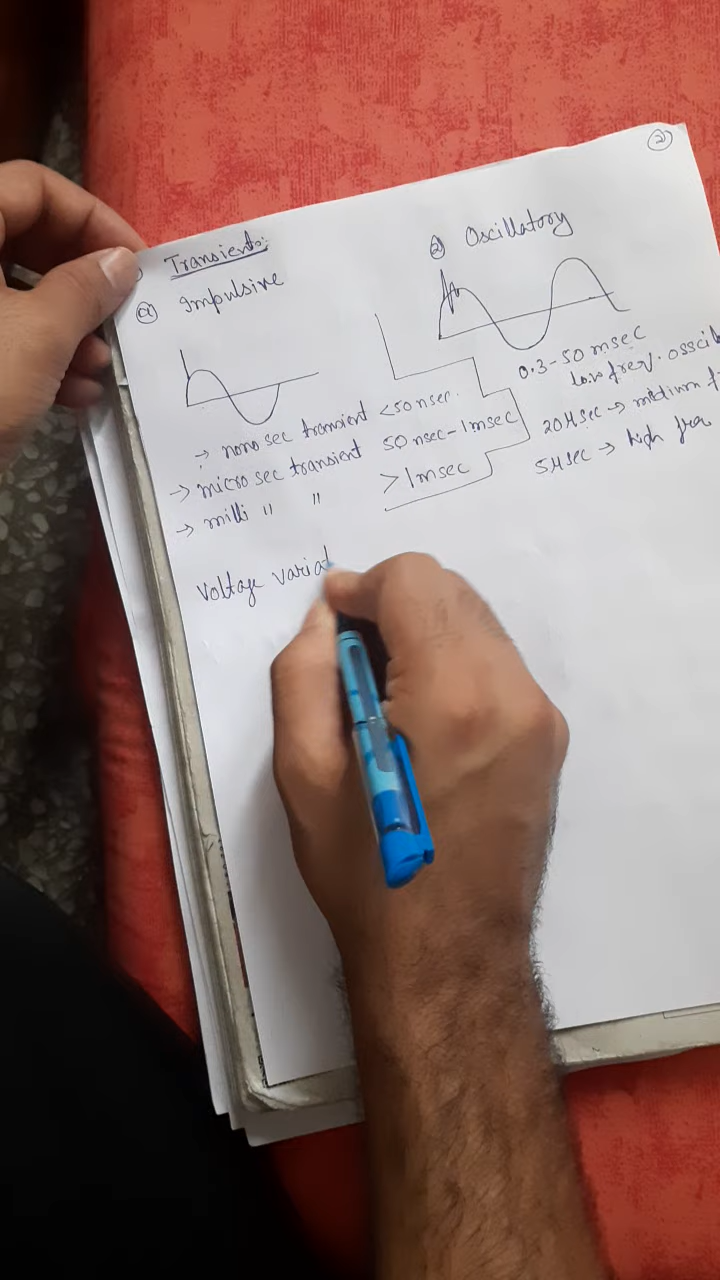 ②
Transients:
ⓐ Impulsive
② Oscillatory
→ nano sec transient <50 nsec.
→ micro sec transient 50 nsec-1msec
→ milli " " >1msec
0.3-50 msec
low freq. oscill
20μsec → medium f
5μsec → high freq
Voltage variat